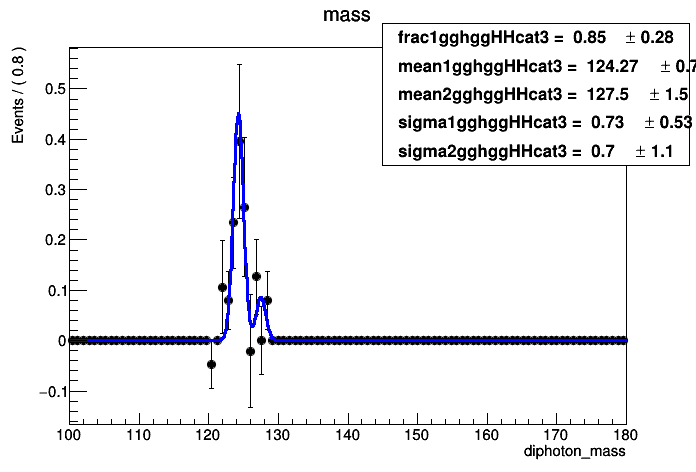 mass
frac1gghggHHcat3 = 0.85 ± 0.28
mean1gghggHHcat3 = 124.27 ± 0.7
mean2gghggHHcat3 = 127.5 ± 1.5
sigma1gghggHHcat3 = 0.73 ± 0.53
sigma2gghggHHcat3 = 0.7 ± 1.1
Events / ( 0.8 )
0.5
0.4
0.3
0.2
0.1
0
−0.1
100 110 120 130 140 150 160 170 180
diphoton_mass